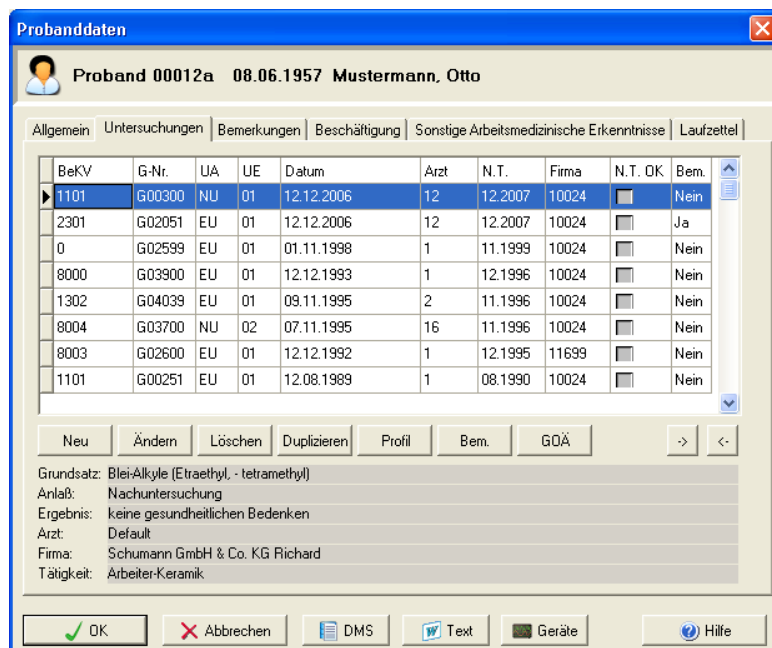 Probanddaten
Proband 00012a 08.06.1957 Mustermann, Otto
Allgemein Untersuchungen Bemerkungen Beschäftigung Sonstige Arbeitsmedizinische Erkenntnisse Laufzettel
BeKV G-Nr. UA UE Datum Arzt N.T. Firma N.T. OK Bem.
1101 G00300 NU 01 12.12.2006 12 12.2007 10024 Nein
2301 G02051 EU 01 12.12.2006 12 12.2007 10024 Ja
0 G02599 EU 01 01.11.1998 1 11.1999 10024 Nein
8000 G03900 EU 01 12.12.1993 1 12.1996 10024 Nein
1302 G04039 EU 01 09.11.1995 2 11.1996 10024 Nein
8004 G03700 NU 02 07.11.1995 16 11.1996 10024 Nein
8003 G02600 EU 01 12.12.1992 1 12.1995 11699 Nein
1101 G00251 EU 01 12.08.1989 1 08.1990 10024 Nein
Neu Ändern Löschen Duplizieren Profil Bem. GOÄ -> <-
Grundsatz: Blei-Alkyle (Etraethyl, - tetramethyl)
Anlaß: Nachuntersuchung
Ergebnis: keine gesundheitlichen Bedenken
Arzt: Default
Firma: Schumann GmbH & Co. KG Richard
Tätigkeit: Arbeiter-Keramik
OK Abbrechen DMS Text Geräte Hilfe